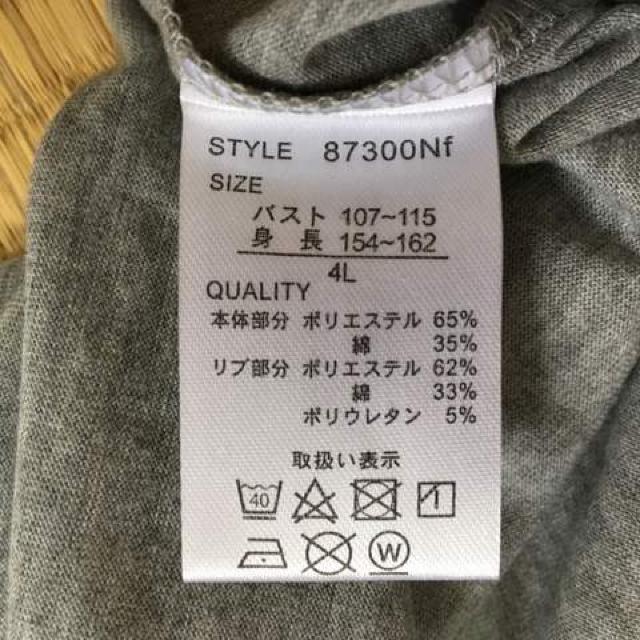 STYLE 87300Nf
SIZE
バスト 107~115
身 長 154~162
4L
QUALITY
本体部分 ポリエステル 65%
綿 35%
リブ部分 ポリエステル 62%
綿 33%
ポリウレタン 5%
取扱い表示
40
W